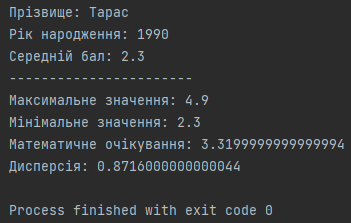 Прізвище: Тарас
Рік народження: 1990
Середній бал: 2.3
-----------------------
Максимальне значення: 4.9
Мінімальне значення: 2.3
Математичне очікування: 3.3199999999999994
Дисперсія: 0.8716000000000044
Process finished with exit code 0